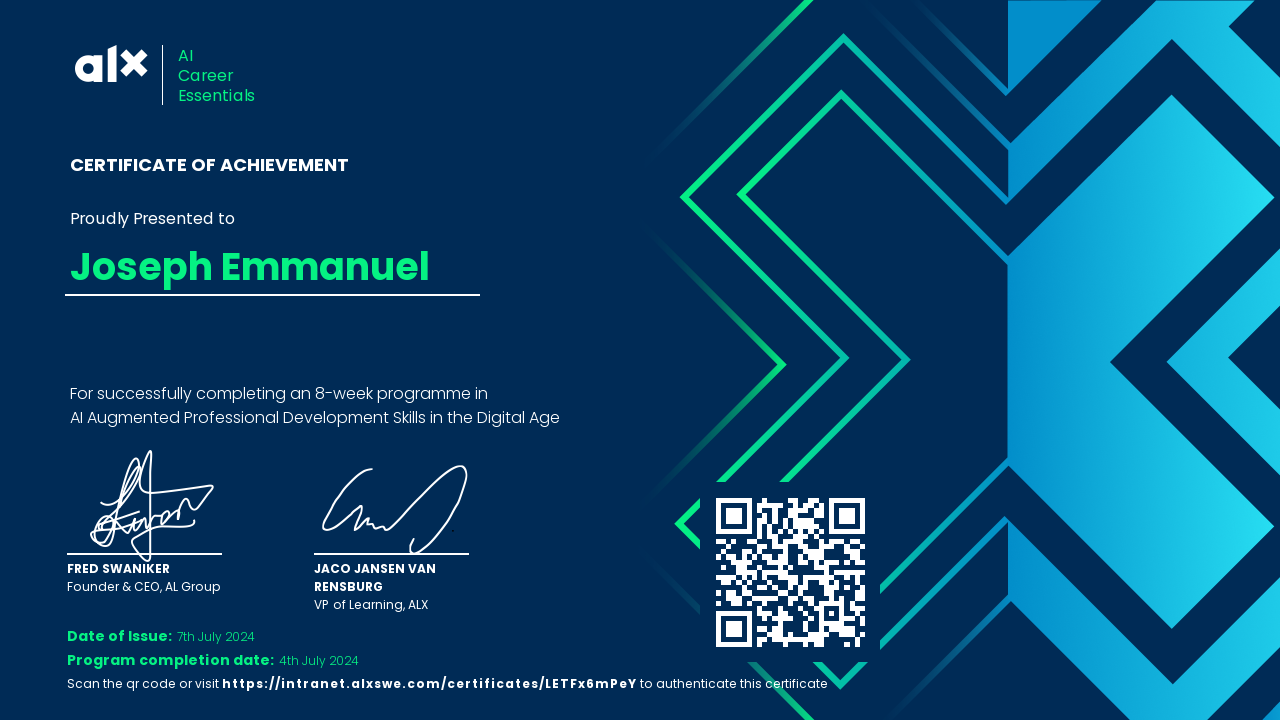 alx
AI
Career
Essentials
CERTIFICATE OF ACHIEVEMENT
Proudly Presented to
Joseph Emmanuel
For successfully completing an 8-week programme in
AI Augmented Professional Development Skills in the Digital Age
FRED SWANIKER
Founder & CEO, AL Group
JACO JANSEN VAN
RENSBURG
VP of Learning, ALX
Date of Issue: 7th July 2024
Program completion date: 4th July 2024
Scan the qr code or visit https://intranet.alxswe.com/certificates/LETFx6mPeY to authenticate this certificate